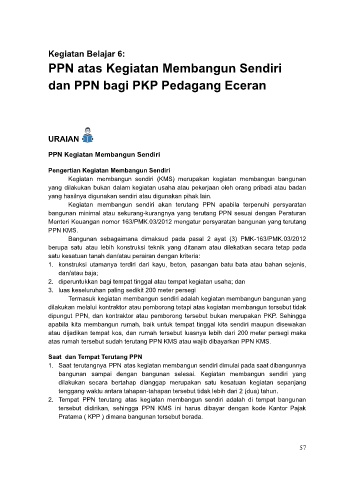 Kegiatan Belajar 6:
PPN atas Kegiatan Membangun Sendiri
dan PPN bagi PKP Pedagang Eceran
URAIAN
PPN Kegiatan Membangun Sendiri
Pengertian Kegiatan Membangun Sendiri
Kegiatan membangun sendiri (KMS) merupakan kegiatan membangun bangunan
yang dilakukan bukan dalam kegiatan usaha atau pekerjaan oleh orang pribadi atau badan
yang hasilnya digunakan sendiri atau digunakan pihak lain.
Kegiatan membangun sendiri akan terutang PPN apabila terpenuhi persyaratan
bangunan minimal atau sekurang-kurangnya yang terutang PPN sesuai dengan Peraturan
Menteri Keuangan nomor 163/PMK.03/2012 mengatur persyaratan bangunan yang terutang
PPN KMS.
Bangunan sebagaimana dimaksud pada pasal 2 ayat (3) PMK-163/PMK.03/2012
berupa satu atau lebih konstruksi teknik yang ditanam atau dilekatkan secara tetap pada
satu kesatuan tanah dan/atau perairan dengan kriteria:
1. konstruksi utamanya terdiri dari kayu, beton, pasangan batu bata atau bahan sejenis,
dan/atau baja;
2. diperuntukkan bagi tempat tinggal atau tempat kegiatan usaha; dan
3. luas keseluruhan paling sedikit 200 meter persegi
Termasuk kegiatan membangun sendiri adalah kegiatan membangun bangunan yang
dilakukan melalui kontraktor atau pemborong tetapi atas kegiatan membangun tersebut tidak
dipungut PPN, dan kontraktor atau pemborong tersebut bukan merupakan PKP. Sehingga
apabila kita membangun rumah, baik untuk tempat tinggal kita sendiri maupun disewakan
atau dijadikan tempat kos, dan rumah tersebut luasnya lebih dari 200 meter persegi maka
atas rumah tersebut sudah terutang PPN KMS atau wajib dibayarkan PPN KMS.
Saat dan Tempat Terutang PPN
1. Saat terutangnya PPN atas kegiatan membangun sendiri dimulai pada saat dibangunnya
bangunan sampai dengan bangunan selesai. Kegiatan membangun sendiri yang
dilakukan secara bertahap dianggap merupakan satu kesatuan kegiatan sepanjang
tenggang waktu antara tahapan-tahapan tersebut tidak lebih dari 2 (dua) tahun.
2. Tempat PPN terutang atas kegiatan membangun sendiri adalah di tempat bangunan
tersebut didirikan, sehingga PPN KMS ini harus dibayar dengan kode Kantor Pajak
Pratama ( KPP ) dimana bangunan tersebut berada.
57